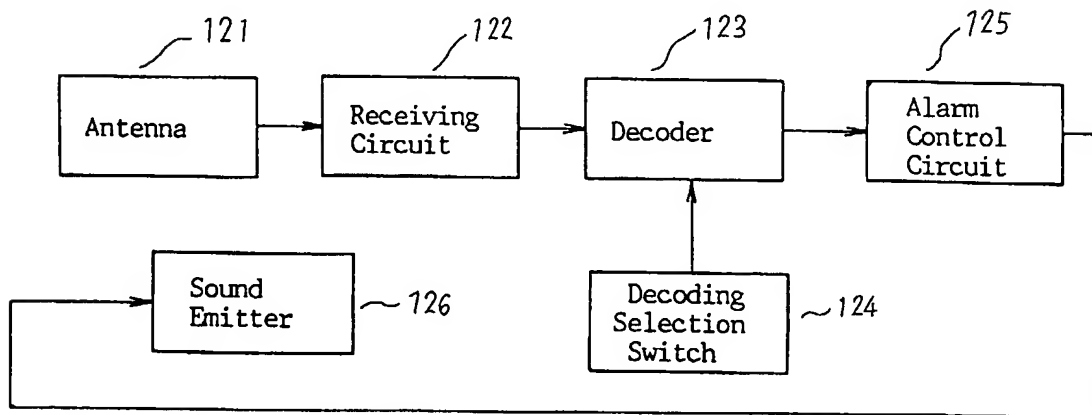 121
122
123
125
Antenna
Receiving
Circuit
Decoder
Alarm
Control
Circuit
Sound
Emitter
126
Decoding
Selection
Switch
124